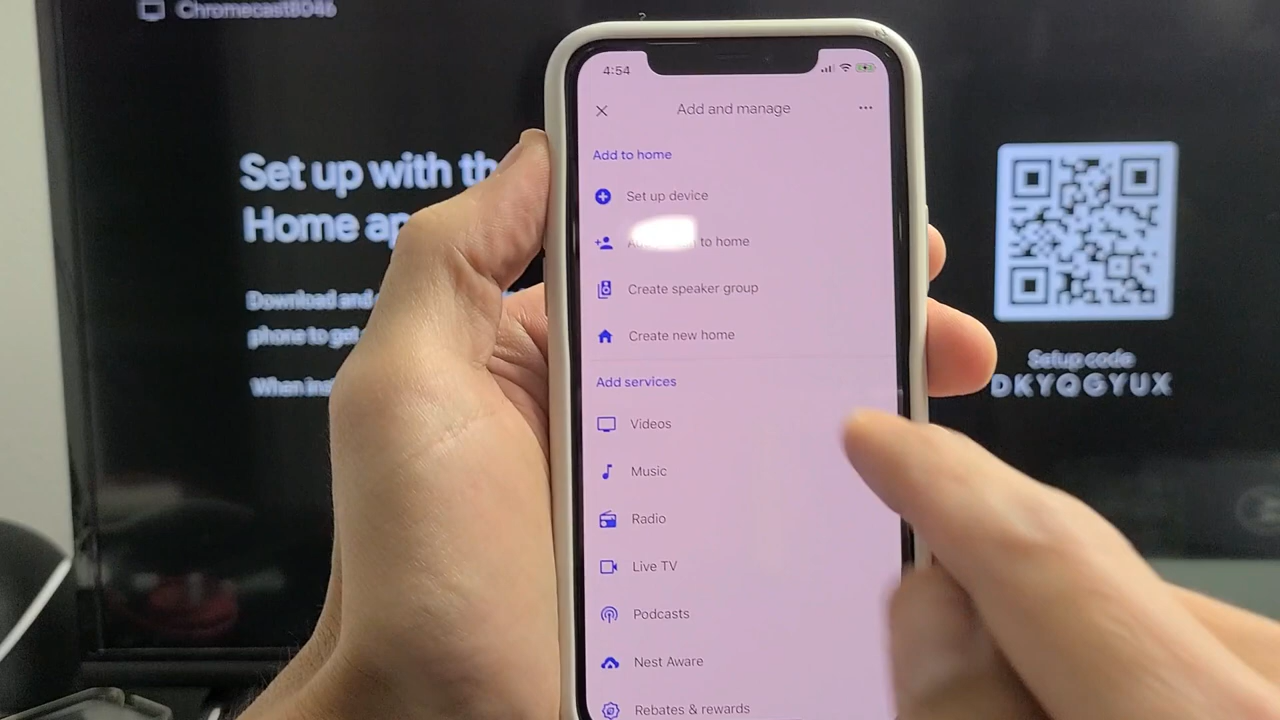 Chromecast8046
Set up with th
Home ap
Download and
phone to get
When ins
4:54
Add and manage
Add to home
Set up device
to home
Create speaker group
Create new home
Add services
Videos
Music
Radio
Live TV
Podcasts
Nest Aware
Rebates & rewards
Setup code
DKYQGYUX